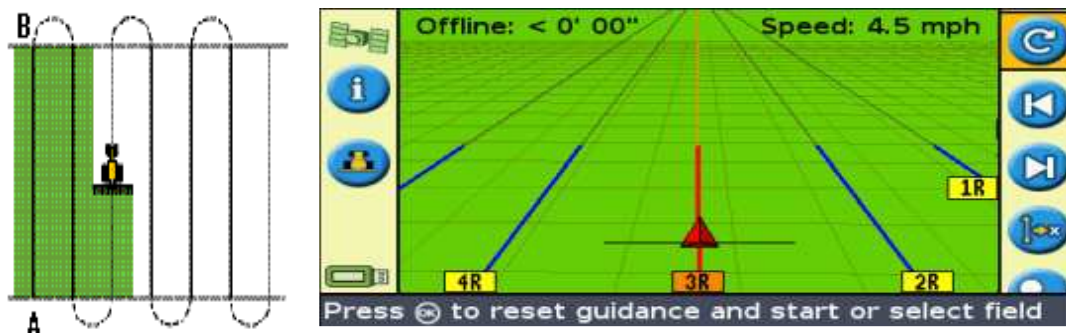 B
A
Offline: < 0' 00" Speed: 4.5 mph
i
1R
4R 3R 2R
Press OK to reset guidance and start or select field